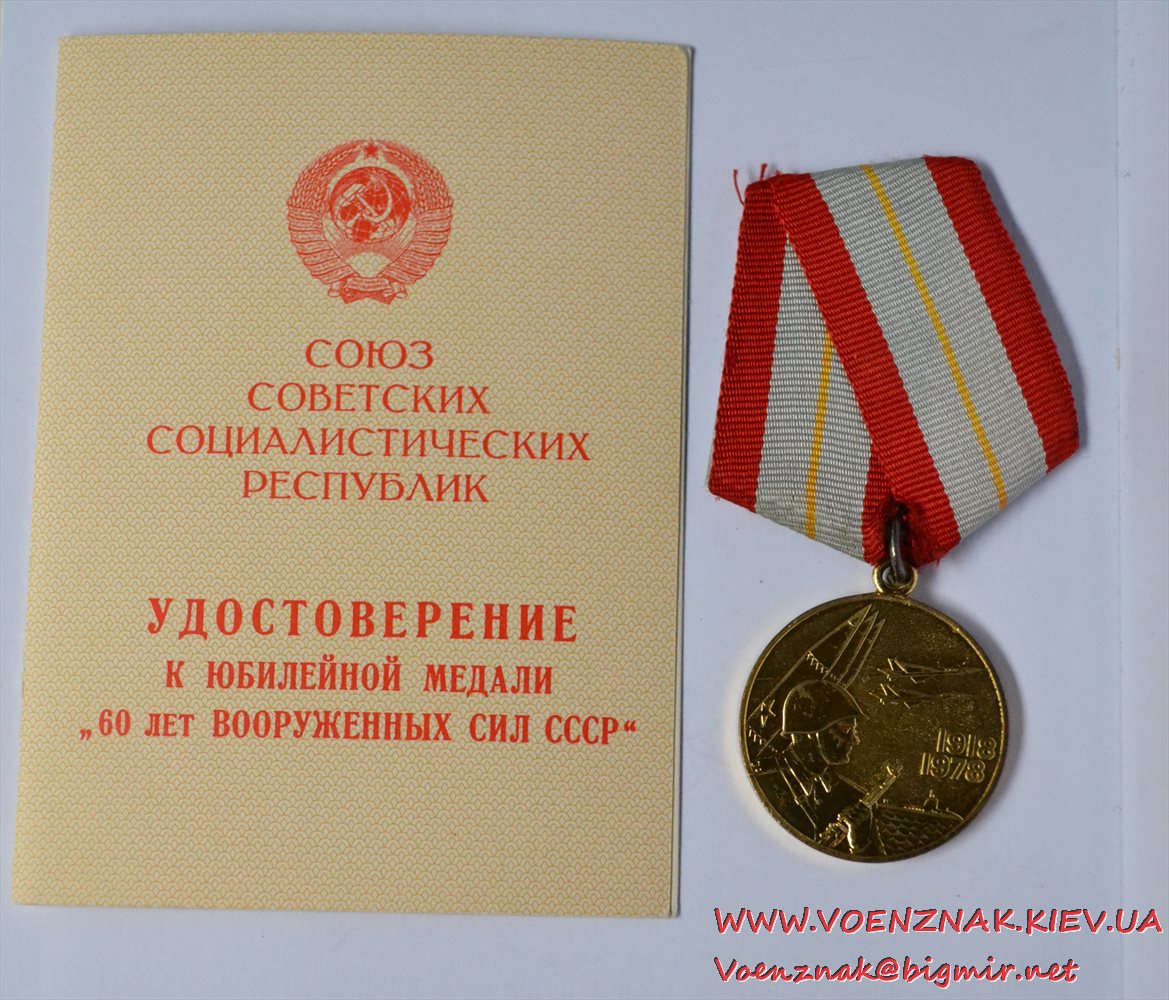 СОЮЗ
СОВЕТСКИХ
СОЦИАЛИСТИЧЕСКИХ
РЕСПУБЛИК
УДОСТОВЕРЕНИЕ
К ЮБИЛЕЙНОЙ МЕДАЛИ
„60 ЛЕТ ВООРУЖЕННЫХ СИЛ СССР“
1918
1978
WWW.VOENZNAK.KIEV.UA
Voenznak@bigmir.net